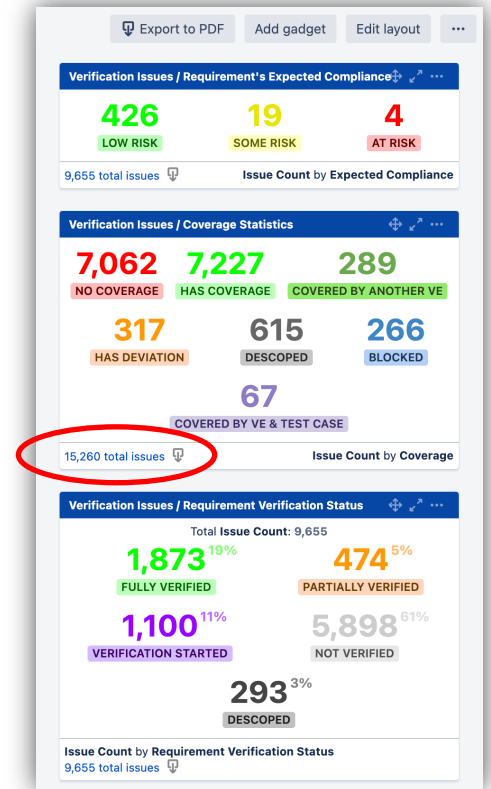 Export to PDF Add gadget Edit layout ...
Verification Issues / Requirement's Expected Compliance ...
426 19 4
LOW RISK SOME RISK AT RISK
9,655 total issues Issue Count by Expected Compliance
Verification Issues / Coverage Statistics ...
7,062 7,227 289
NO COVERAGE HAS COVERAGE COVERED BY ANOTHER VE
317 615 266
HAS DEVIATION DESCOPED BLOCKED
67
COVERED BY VE & TEST CASE
15,260 total issues Issue Count by Coverage
Verification Issues / Requirement Verification Status ...
Total Issue Count: 9,655
1,873 19% 474 5%
FULLY VERIFIED PARTIALLY VERIFIED
1,100 11% 5,898 61%
VERIFICATION STARTED NOT VERIFIED
293 3%
DESCOPED
Issue Count by Requirement Verification Status
9,655 total issues